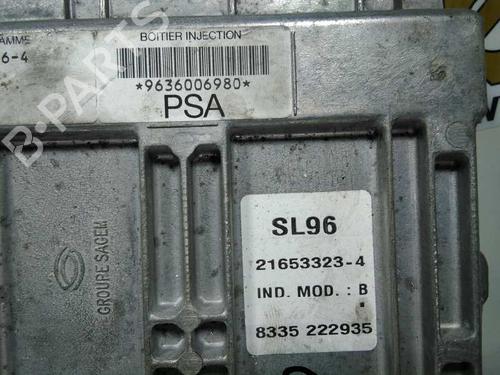 AMME
6-4
BOITIER INJECTION
*9636006980*
PSA
B-PARTS
GROUPE SAGEM
SL96
21653323-4
IND. MOD. : B
8335 222935